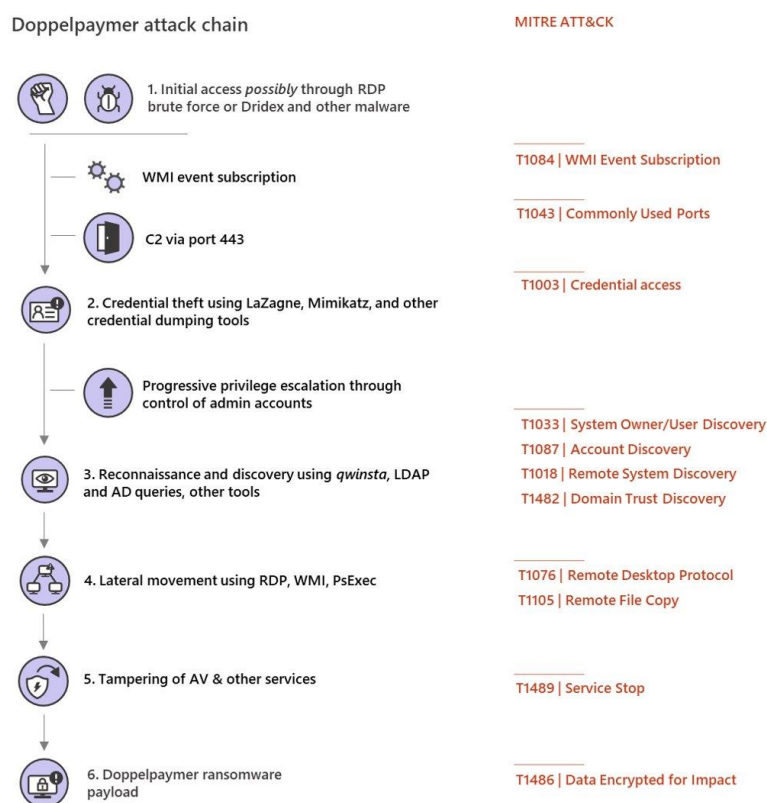 Doppelpaymer attack chain
MITRE ATT&CK
1. Initial access possibly through RDP
brute force or Dridex and other malware
WMI event subscription
T1084 | WMI Event Subscription
C2 via port 443
T1043 | Commonly Used Ports
2. Credential theft using LaZagne, Mimikatz, and other
credential dumping tools
T1003 | Credential access
Progressive privilege escalation through
control of admin accounts
3. Reconnaissance and discovery using qwinsta, LDAP
and AD queries, other tools
T1033 | System Owner/User Discovery
T1087 | Account Discovery
T1018 | Remote System Discovery
T1482 | Domain Trust Discovery
4. Lateral movement using RDP, WMI, PsExec
T1076 | Remote Desktop Protocol
T1105 | Remote File Copy
5. Tampering of AV & other services
T1489 | Service Stop
6. Doppelpaymer ransomware
payload
T1486 | Data Encrypted for Impact